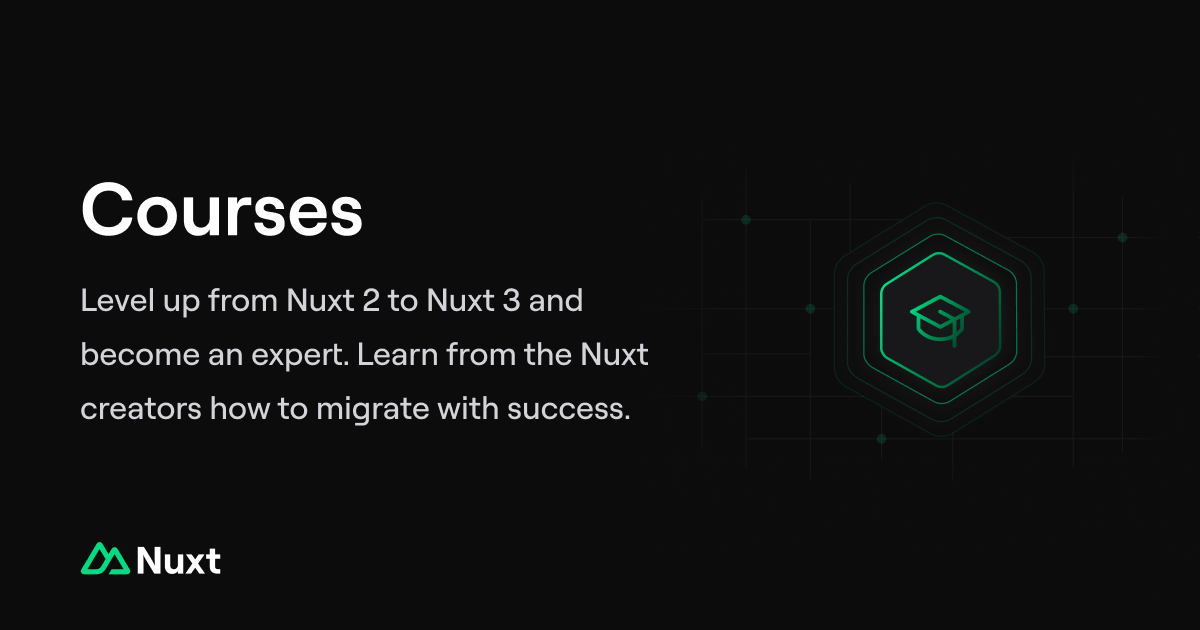 Courses
Level up from Nuxt 2 to Nuxt 3 and
become an expert. Learn from the Nuxt
creators how to migrate with success.
Nuxt